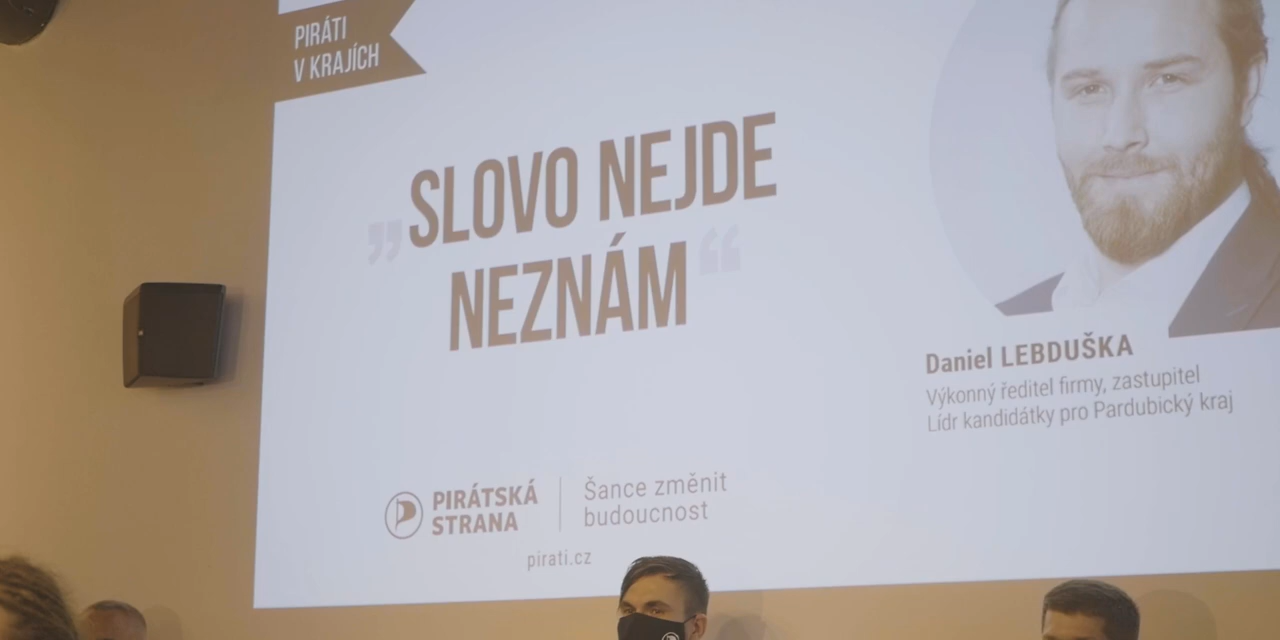 PIRÁTI
V KRAJÍCH
„SLOVO NEJDE
NEZNÁM“
Daniel LEBDUŠKA
Výkonný ředitel firmy, zastupitel
Lídr kandidátky pro Pardubický kraj
PIRÁTSKÁ
STRANA
Šance změnit
budoucnost
pirati.cz